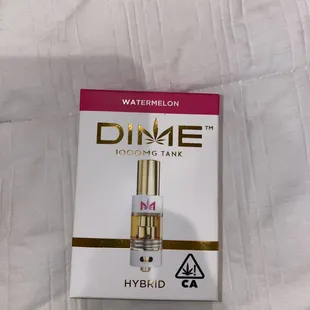 WATERMELON
DIME™
1000MG TANK
HYBRID
CA